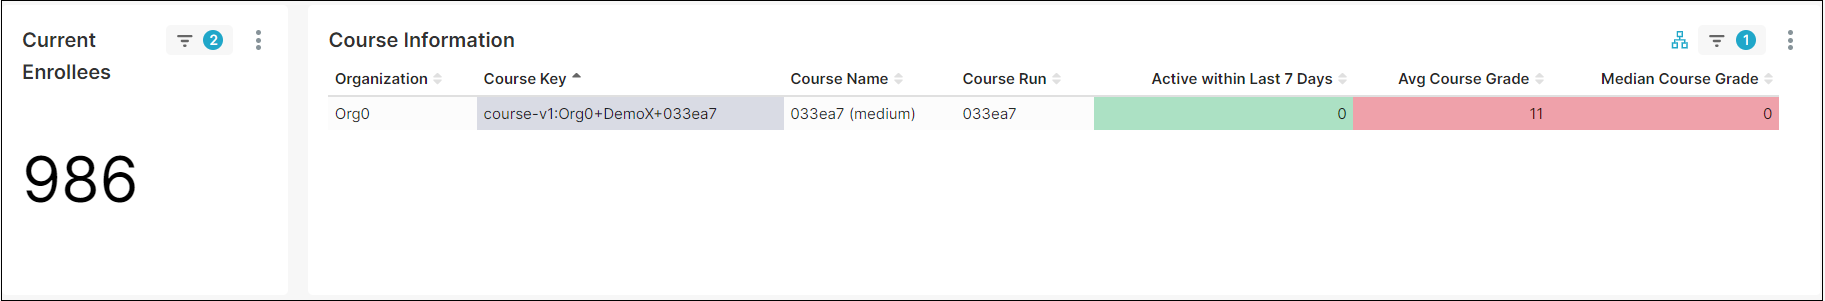 Current
Enrollees
2
986
Course Information
1
Organization Course Key Course Name Course Run Active within Last 7 Days Avg Course Grade Median Course Grade
Org0 course-v1:Org0+DemoX+033ea7 033ea7 (medium) 033ea7 0 11 0